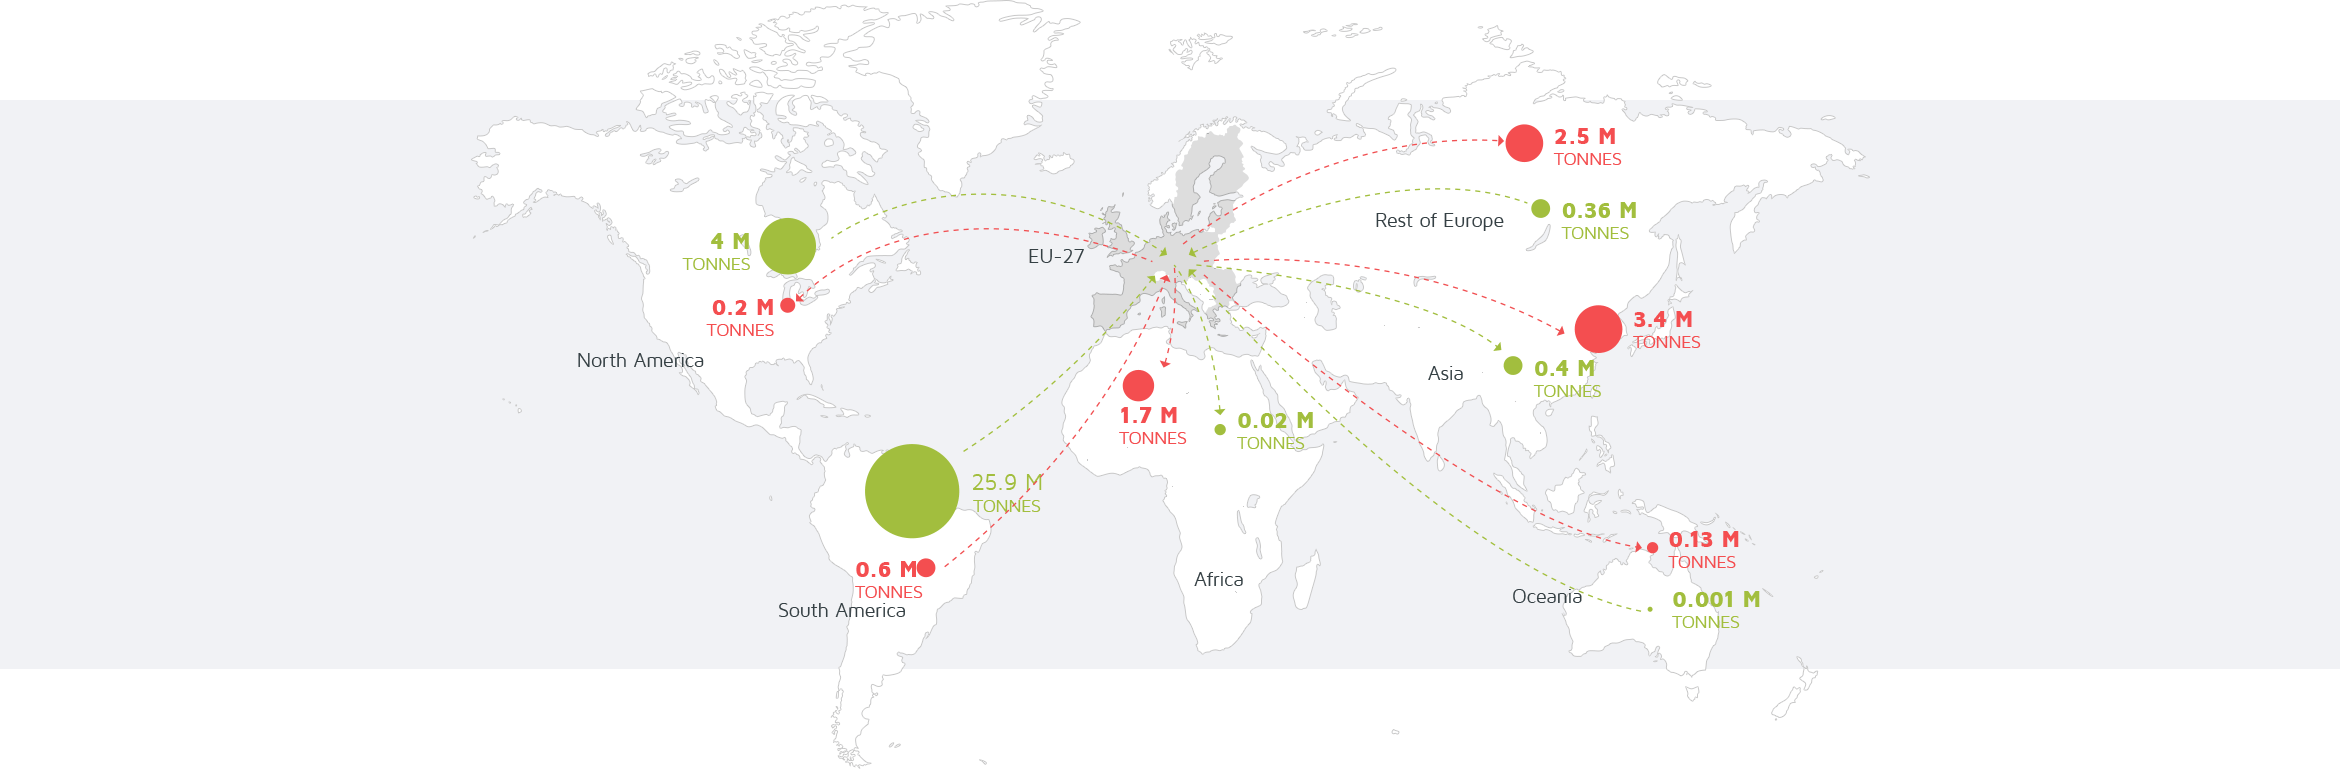 2.5 M
TONNES
0.36 M
TONNES
Rest of Europe
4 M
TONNES
EU-27
0.2 M
TONNES
3.4 M
TONNES
North America
Asia
0.4 M
TONNES
1.7 M
TONNES
0.02 M
TONNES
25.9 M
TONNES
0.13 M
TONNES
0.6 M
TONNES
South America
Africa
Oceania
0.001 M
TONNES